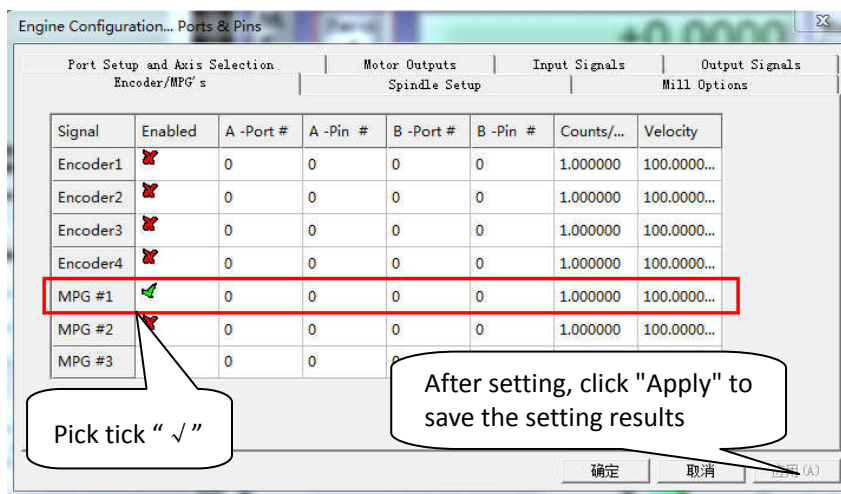 Engine Configuration... Ports & Pins
+0.0000
Port Setup and Axis Selection Motor Outputs Input Signals Output Signals
Encoder/MPG's Spindle Setup Mill Options
Signal Enabled A -Port # A -Pin # B -Port # B -Pin # Counts/... Velocity
Encoder1 0 0 0 0 1.000000 100.0000...
Encoder2 0 0 0 0 1.000000 100.0000...
Encoder3 0 0 0 0 1.000000 100.0000...
Encoder4 0 0 0 0 1.000000 100.0000...
MPG #1 0 0 0 0 1.000000 100.0000...
MPG #2 0 0 0 0 1.000000 100.0000...
MPG #3 0 0
After setting, click "Apply" to
save the setting results
Pick tick “ √ ”
确定 取消 应用(A)